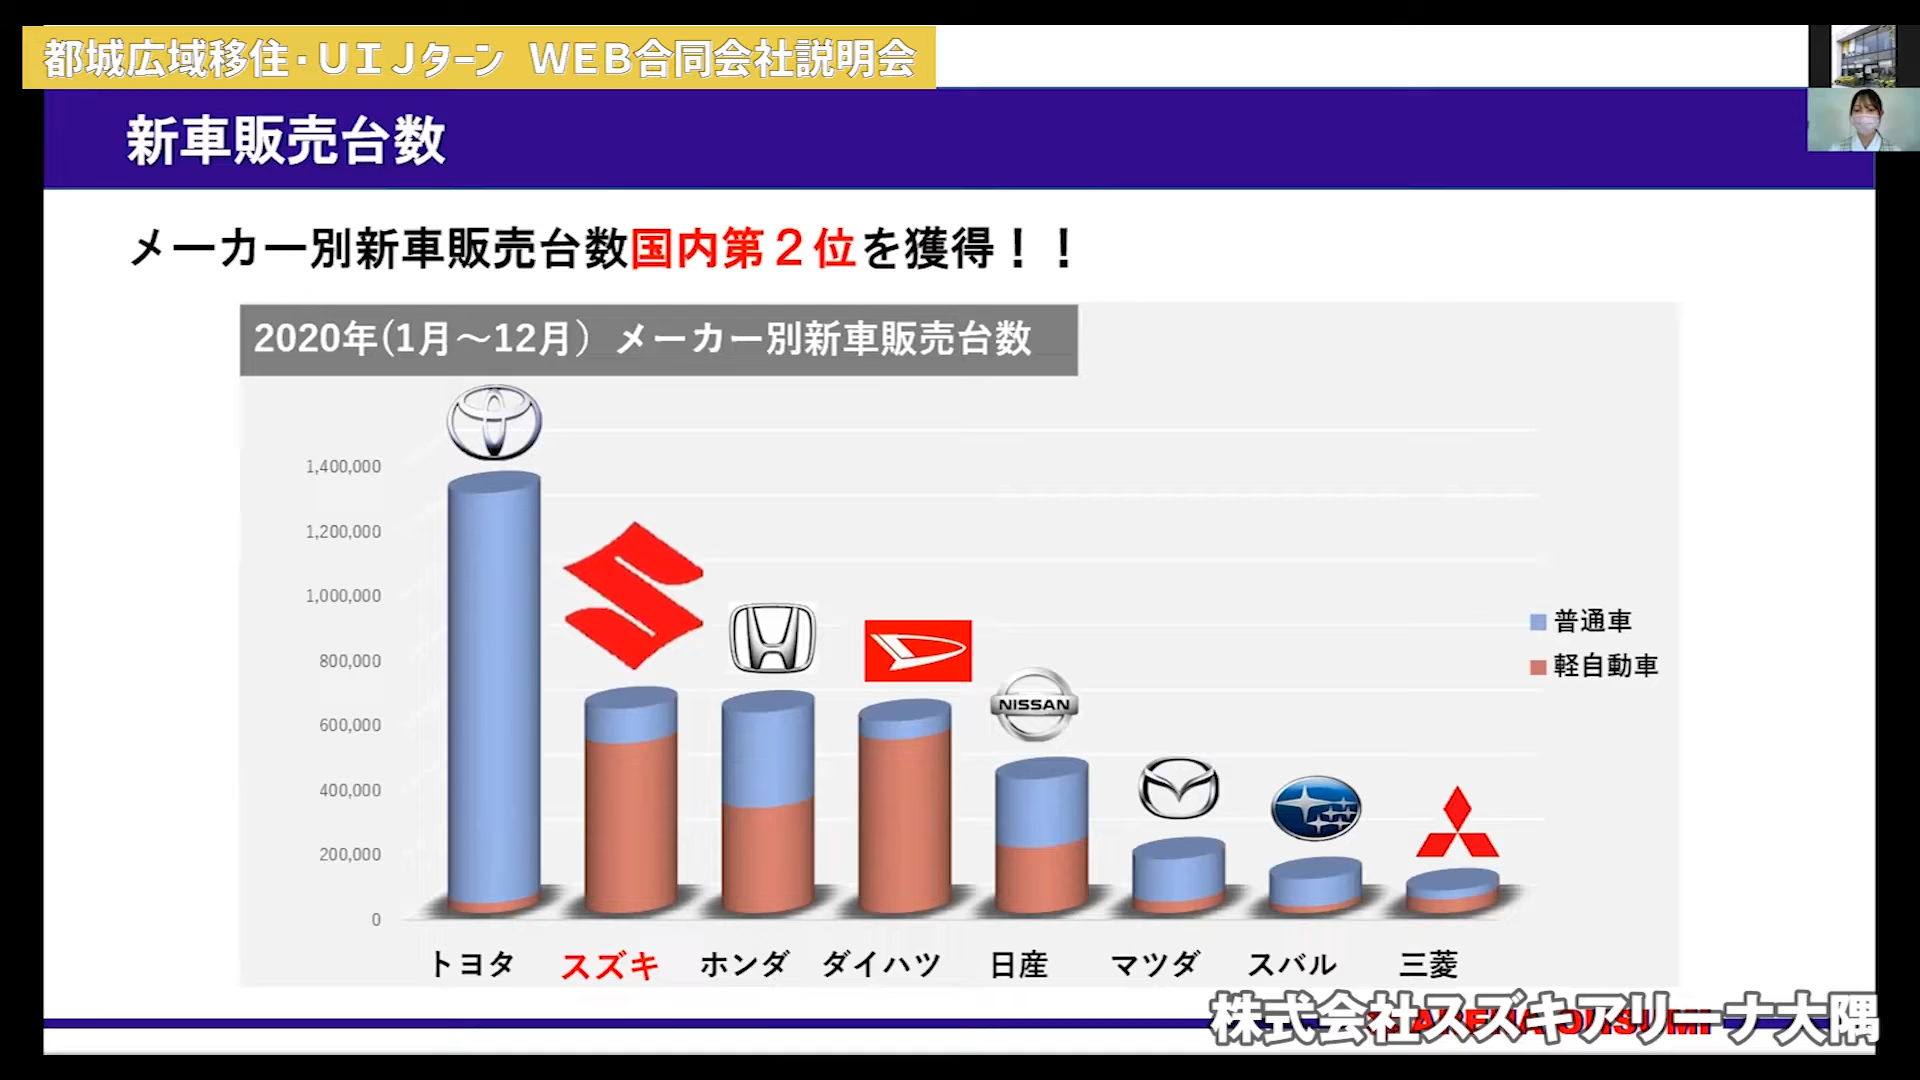 都城広域移住・UIJターン WEB合同会社説明会
新車販売台数
メーカー別新車販売台数国内第２位を獲得！！
2020年(1月～12月) メーカー別新車販売台数
1,400,000
1,200,000
1,000,000
800,000
600,000
400,000
200,000
0
NISSAN
普通車
軽自動車
トヨタ
スズキ
ホンダ
ダイハツ
日産
マツダ
スバル
三菱
株式会社スズキアリーナ大隅